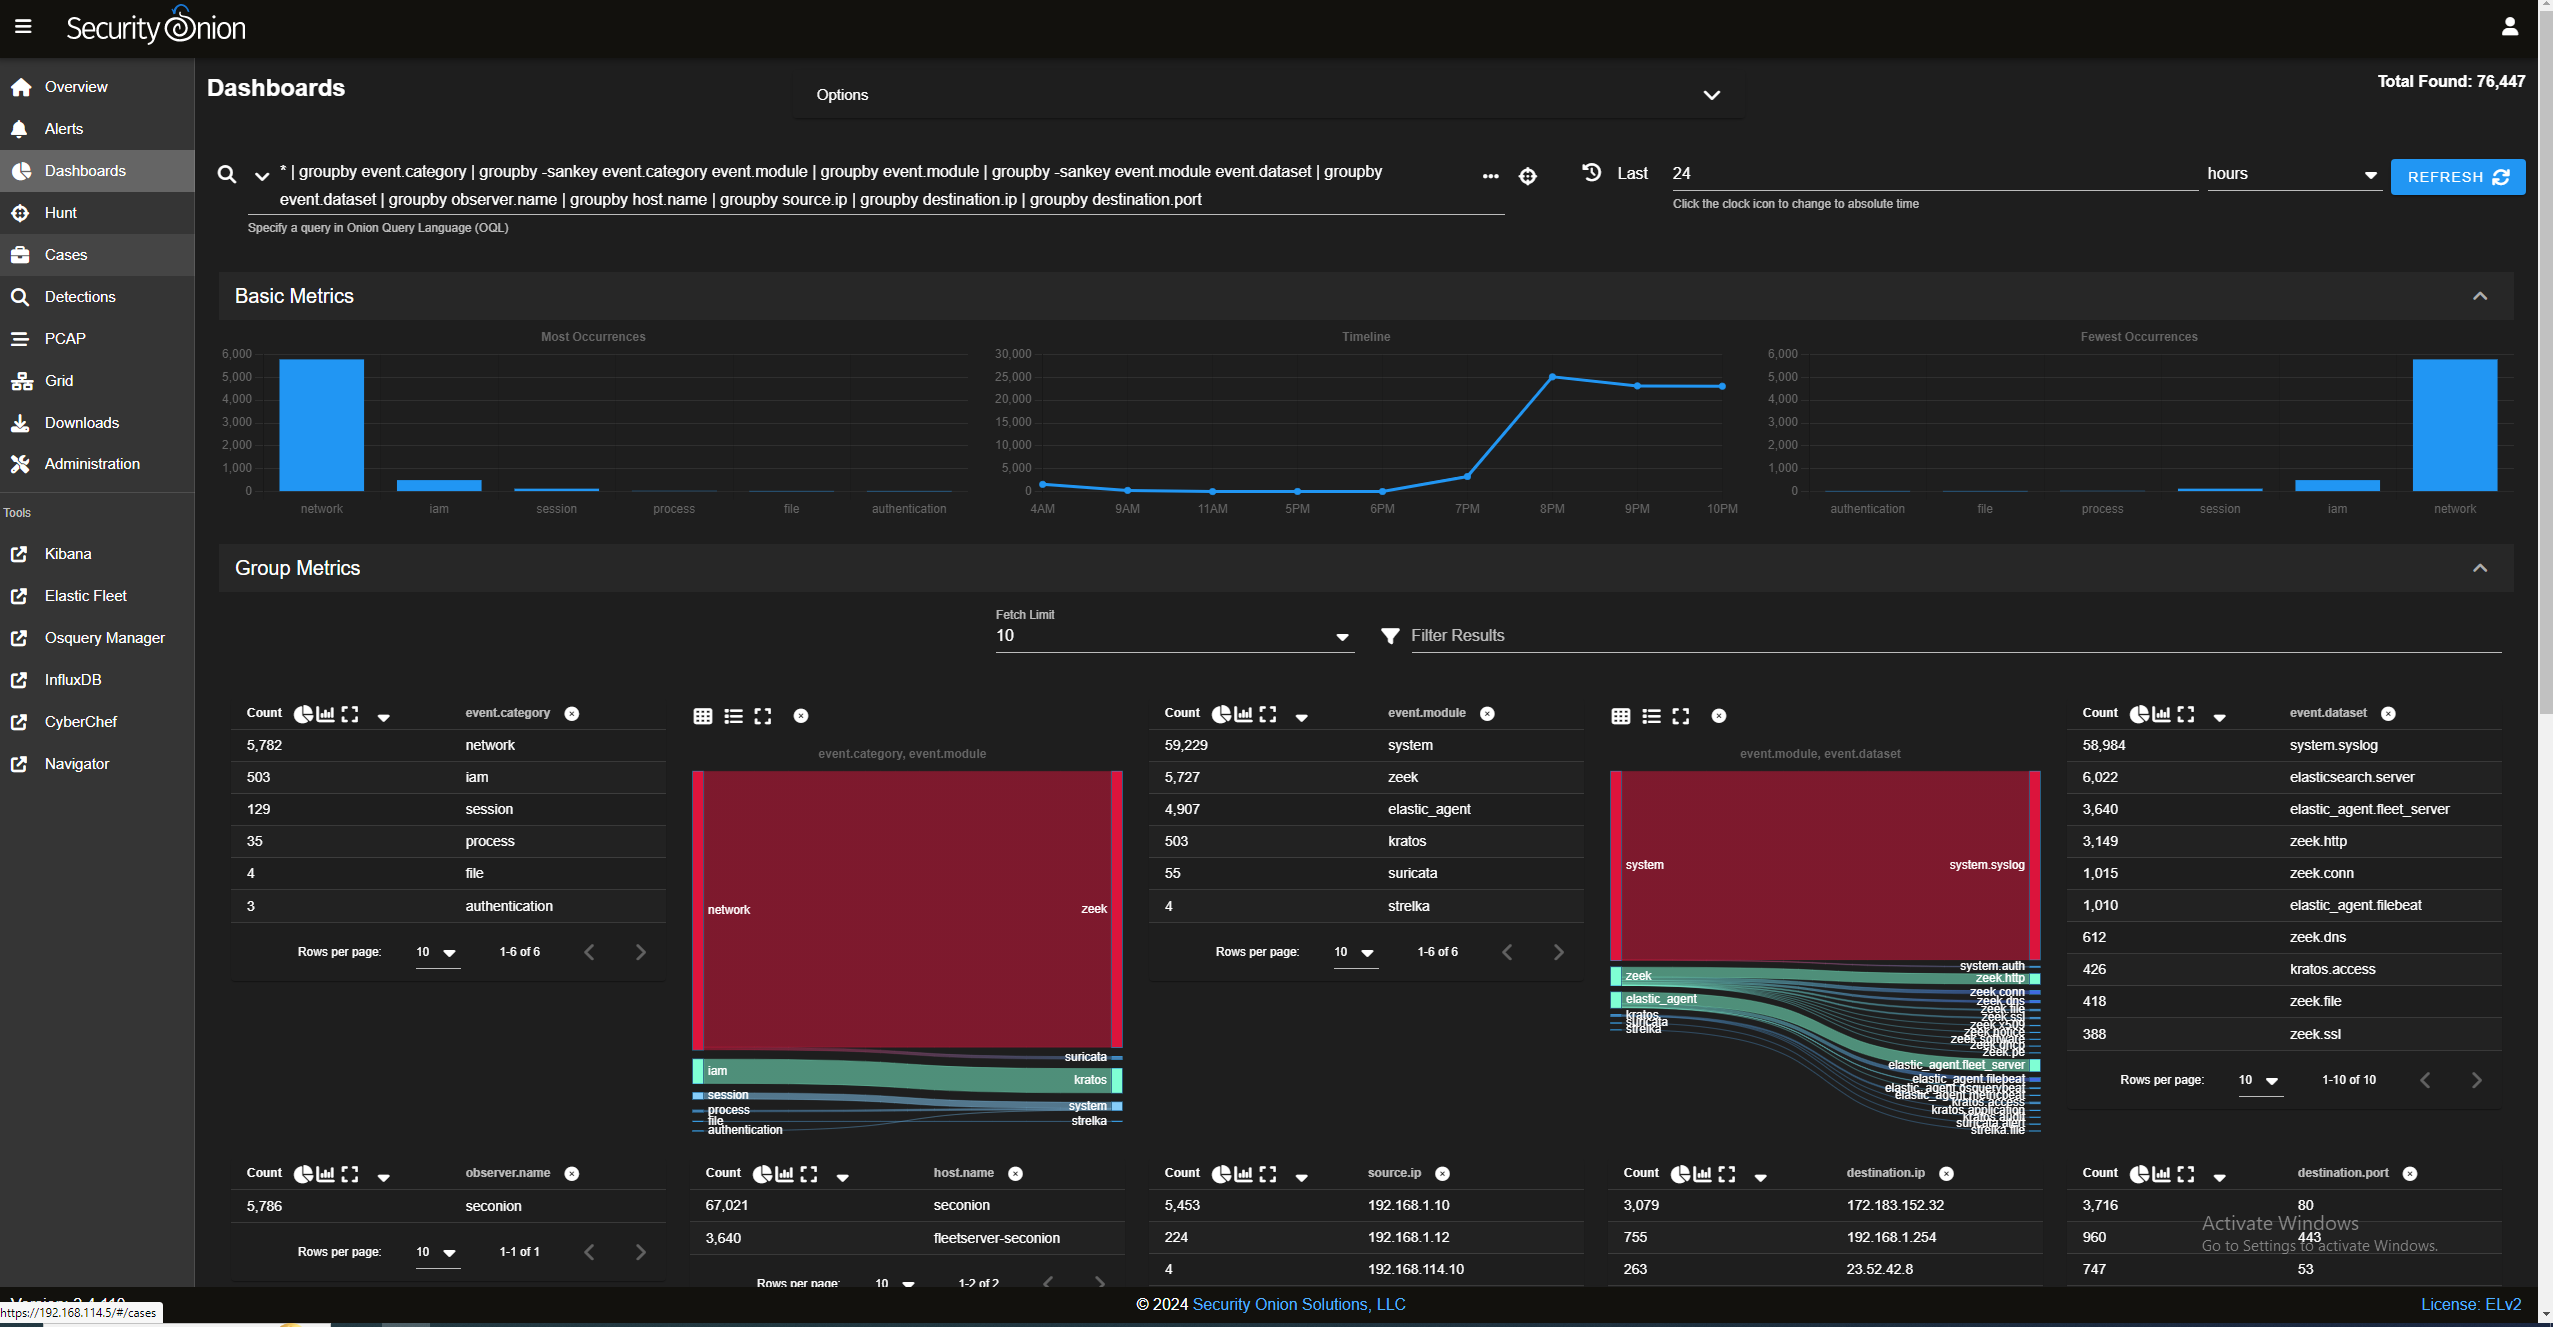 Security Onion
Overview
Alerts
Dashboards
Hunt
Cases
Detections
PCAP
Grid
Downloads
Administration
Tools
Kibana
Elastic Fleet
Osquery Manager
InfluxDB
CyberChef
Navigator
Dashboards
Options
Total Found: 76,447
* | groupby event.category | groupby -sankey event.category event.module | groupby event.module | groupby -sankey event.module event.dataset | groupby
event.dataset | groupby observer.name | groupby host.name | groupby source.ip | groupby destination.ip | groupby destination.port
Specify a query in Onion Query Language (OQL)
Last 24 hours
Click the clock icon to change to absolute time
REFRESH
Basic Metrics
Most Occurrences
6,000
5,000
4,000
3,000
2,000
1,000
0
network iam session process file authentication
Timeline
30,000
25,000
20,000
15,000
10,000
5,000
0
4AM 9AM 11AM 5PM 6PM 7PM 8PM 9PM 10PM
Fewest Occurrences
6,000
5,000
4,000
3,000
2,000
1,000
0
authentication file process session iam network
Group Metrics
Fetch Limit
10
Filter Results
Count event.category
5,782 network
503 iam
129 session
35 process
4 file
3 authentication
Rows per page: 10 1-6 of 6
event.category, event.module
network
zeek
suricata
iam
kratos
session
system
process
file
strelka
authentication
Count event.module
59,229 system
5,727 zeek
4,907 elastic_agent
503 kratos
55 suricata
4 strelka
Rows per page: 10 1-6 of 6
event.module, event.dataset
system
system.syslog
zeek
elastic_agent
kratos
suricata
strelka
system.auth
zeek.http
zeek.conn
zeek.dns
zeek.file
zeek.ssl
zeek.x509
zeek.notice
zeek.software
zeek.dhcp
zeek.pe
elastic_agent.fleet_server
elastic_agent.filebeat
elastic_agent.osquerybeat
elastic_agent.metricbeat
kratos.access
kratos.application
kratos.audit
suricata.alert
strelka.file
Count event.dataset
58,984 system.syslog
6,022 elasticsearch.server
3,640 elastic_agent.fleet_server
3,149 zeek.http
1,015 zeek.conn
1,010 elastic_agent.filebeat
612 zeek.dns
426 kratos.access
418 zeek.file
388 zeek.ssl
Rows per page: 10 1-10 of 10
Count observer.name
5,786 seconion
Rows per page: 10 1-1 of 1
Count host.name
67,021 seconion
3,640 fleetserver-seconion
Rows per page: 10 1-2 of 2
Count source.ip
5,453 192.168.1.10
224 192.168.1.12
4 192.168.114.10
Count destination.ip
3,079 172.183.152.32
755 192.168.1.254
263 23.52.42.8
Count destination.port
3,716 80
960 443
747 53
Activate Windows
Go to Settings to activate Windows.
https://192.168.114.5/#/cases
© 2024 Security Onion Solutions, LLC
License: ELv2